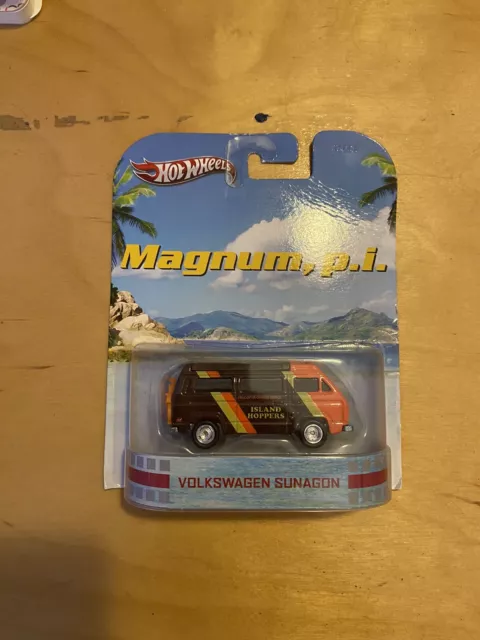 HOT WHEELS
Magnum, p.i.
ISLAND
HOPPERS
VOLKSWAGEN SUNAGON